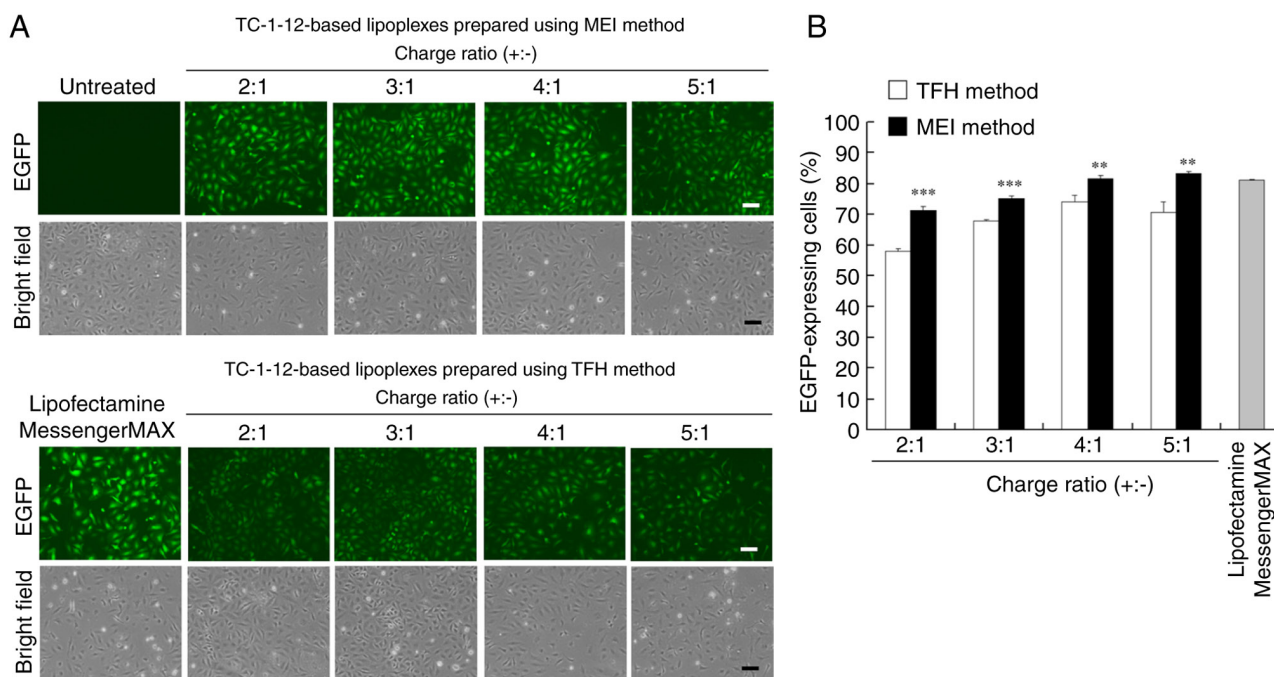 A
TC-1-12-based lipoplexes prepared using MEI method
Charge ratio (+:-)
Untreated
2:1
3:1
4:1
5:1
EGFP
Bright field
TC-1-12-based lipoplexes prepared using TFH method
Charge ratio (+:-)
Lipofectamine
MessengerMAX
2:1
3:1
4:1
5:1
EGFP
Bright field
B
TFH method
MEI method
EGFP-expressing cells (%)
100
90
80
70
60
50
40
30
20
10
0
***
***
**
**
2:1
3:1
4:1
5:1
Charge ratio (+:-)
Lipofectamine
MessengerMAX